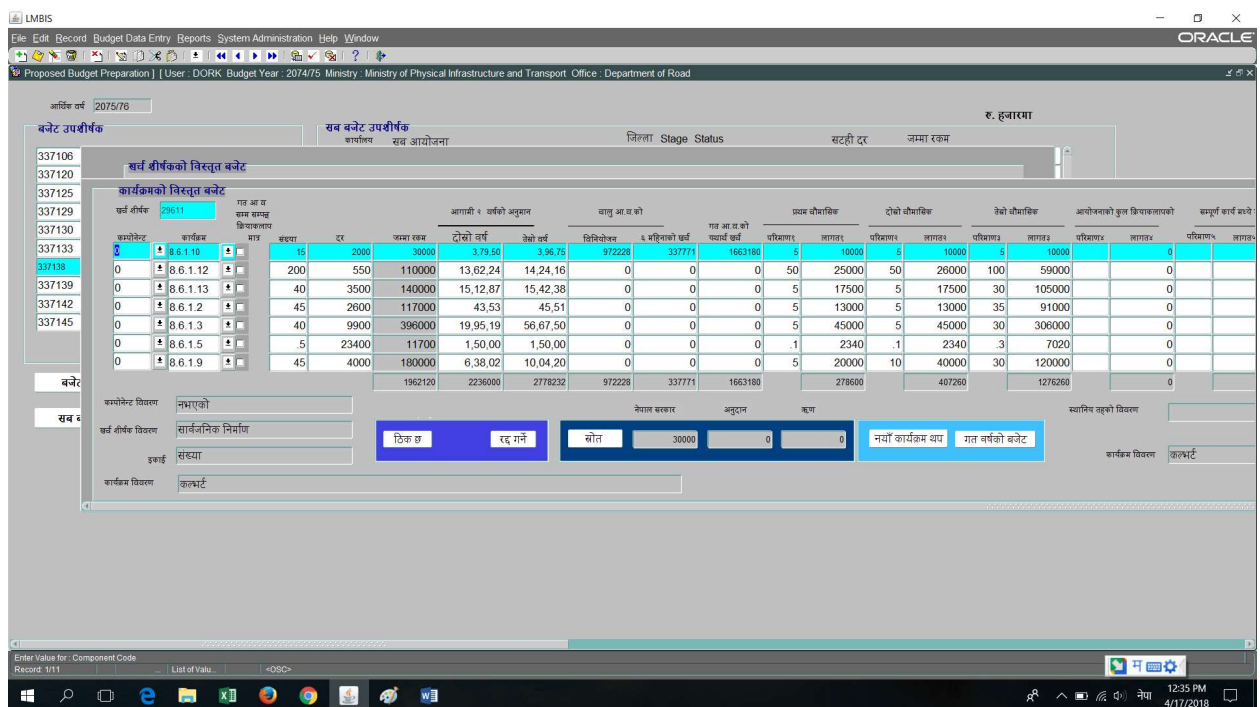 LMBIS
File Edit Record Budget Data Entry Reports System Administration Help Window
ORACLE
Proposed Budget Preparation ] [ User : DORK Budget Year : 2074/75 Ministry : Ministry of Physical Infrastructure and Transport Office : Department of Road
आर्थिक वर्ष 2075/76
रु. हजारमा
बजेट उपशीर्षक सब बजेट उपशीर्षक
कार्यालय सब आयोजना जिल्ला Stage Status सटही दर जम्मा रकम
337106
337120
337125
337129
337130
337133
337138
337139
337142
337145
खर्च शीर्षकको विस्तृत बजेट
कार्यक्रमको विस्तृत बजेट
खर्च शीर्षक 29611
गत आ व सम्म सम्पन्न क्रियाकलाप मात्र
आगामी २ वर्षको अनुमान चालु आ.व.को प्रथम चौमासिक दोस्रो चौमासिक तेस्रो चौमासिक आयोजनाको कुल क्रियाकलापको सम्पूर्ण कार्य मध्ये
कम्पोनेन्ट कार्यक्रम संख्या दर जम्मा रकम दोस्रो वर्ष तेस्रो वर्ष विनियोजन ६ महिनाको खर्च गत आ.व.को यथार्थ खर्च परिमाण१ लागत१ परिमाण२ लागत२ परिमाण३ लागत३ परिमाण४ लागत४ परिमाण५ लागत५
0 8.6.1.10 15 2000 30000 3,79,50 3,96,75 972228 337771 1663180 5 10000 5 10000 5 10000 0
0 8.6.1.12 200 550 110000 13,62,24 14,24,16 0 0 0 50 25000 50 26000 100 59000 0
0 8.6.1.13 40 3500 140000 15,12,87 15,42,38 0 0 0 5 17500 5 17500 30 105000 0
0 8.6.1.2 45 2600 117000 43,53 45,51 0 0 0 5 13000 5 13000 35 91000 0
0 8.6.1.3 40 9900 396000 19,95,19 56,67,50 0 0 0 5 45000 5 45000 30 306000 0
0 8.6.1.5 .5 23400 11700 1,50,00 1,50,00 0 0 0 .1 2340 .1 2340 .3 7020 0
0 8.6.1.9 45 4000 180000 6,38,02 10,04,20 0 0 0 5 20000 10 40000 30 120000 0
1962120 2236000 2778232 972228 337771 1663180 278600 407260 1276260 0
बजेट
सब ब
कम्पोनेन्ट विवरण नभएको
नेपाल सरकार अनुदान ऋण
स्थानिय तहको विवरण
खर्च शीर्षक विवरण सार्वजनिक निर्माण
ठिक छ रद्द गर्ने स्रोत 30000 0 0 नयाँ कार्यक्रम थप गत वर्षको बजेट
इकाई संख्या
कार्यक्रम विवरण कल्भर्ट
कार्यक्रम विवरण कल्भर्ट
Enter Value for : Component Code
Record: 1/11 ... List of Valu... <OSC>
म
नेपा 12:35 PM
4/17/2018